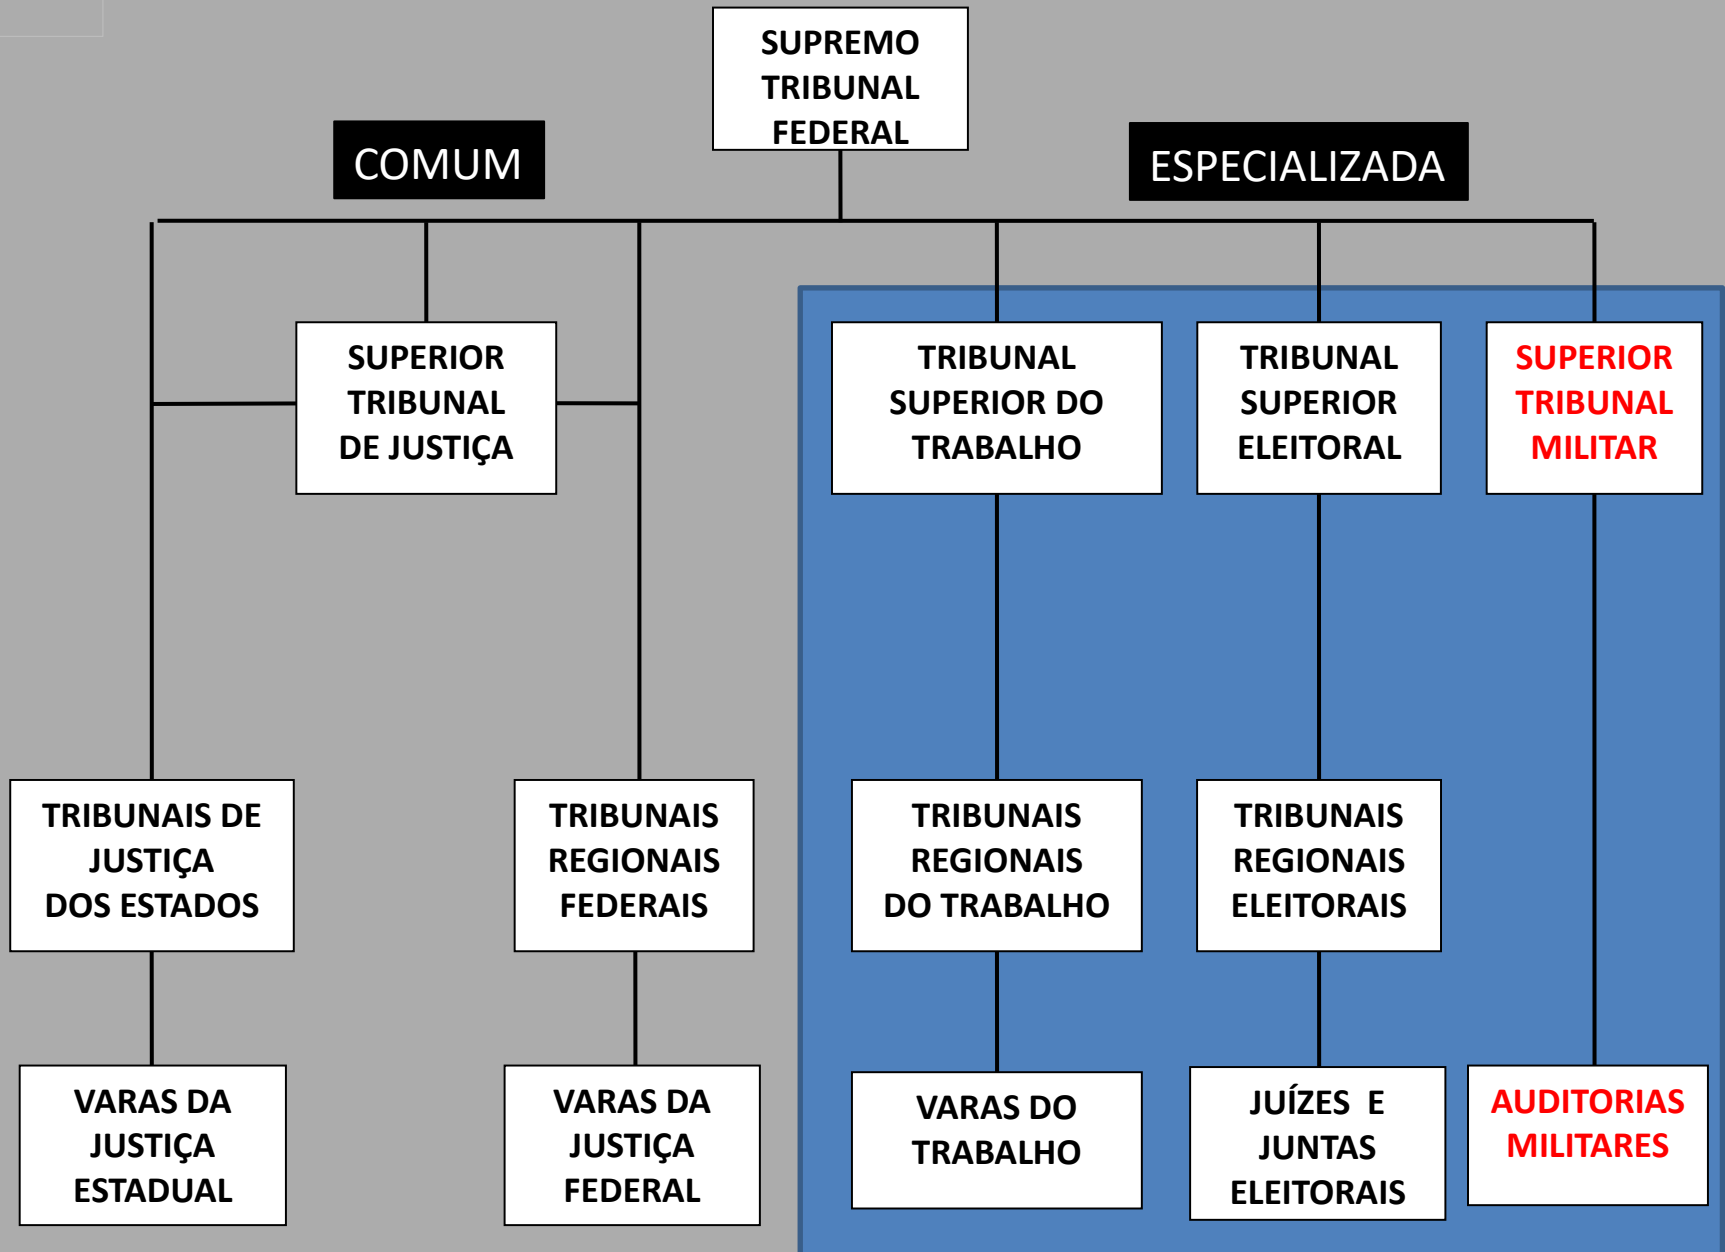 SUPREMO
TRIBUNAL
FEDERAL
COMUM
ESPECIALIZADA
SUPERIOR
TRIBUNAL
DE JUSTIÇA
TRIBUNAL
SUPERIOR DO
TRABALHO
TRIBUNAL
SUPERIOR
ELEITORAL
SUPERIOR
TRIBUNAL
MILITAR
TRIBUNAIS DE
JUSTIÇA
DOS ESTADOS
TRIBUNAIS
REGIONAIS
FEDERAIS
TRIBUNAIS
REGIONAIS
DO TRABALHO
TRIBUNAIS
REGIONAIS
ELEITORAIS
VARAS DA
JUSTIÇA
ESTADUAL
VARAS DA
JUSTIÇA
FEDERAL
VARAS DO
TRABALHO
JUÍZES E
JUNTAS
ELEITORAIS
AUDITORIAS
MILITARES